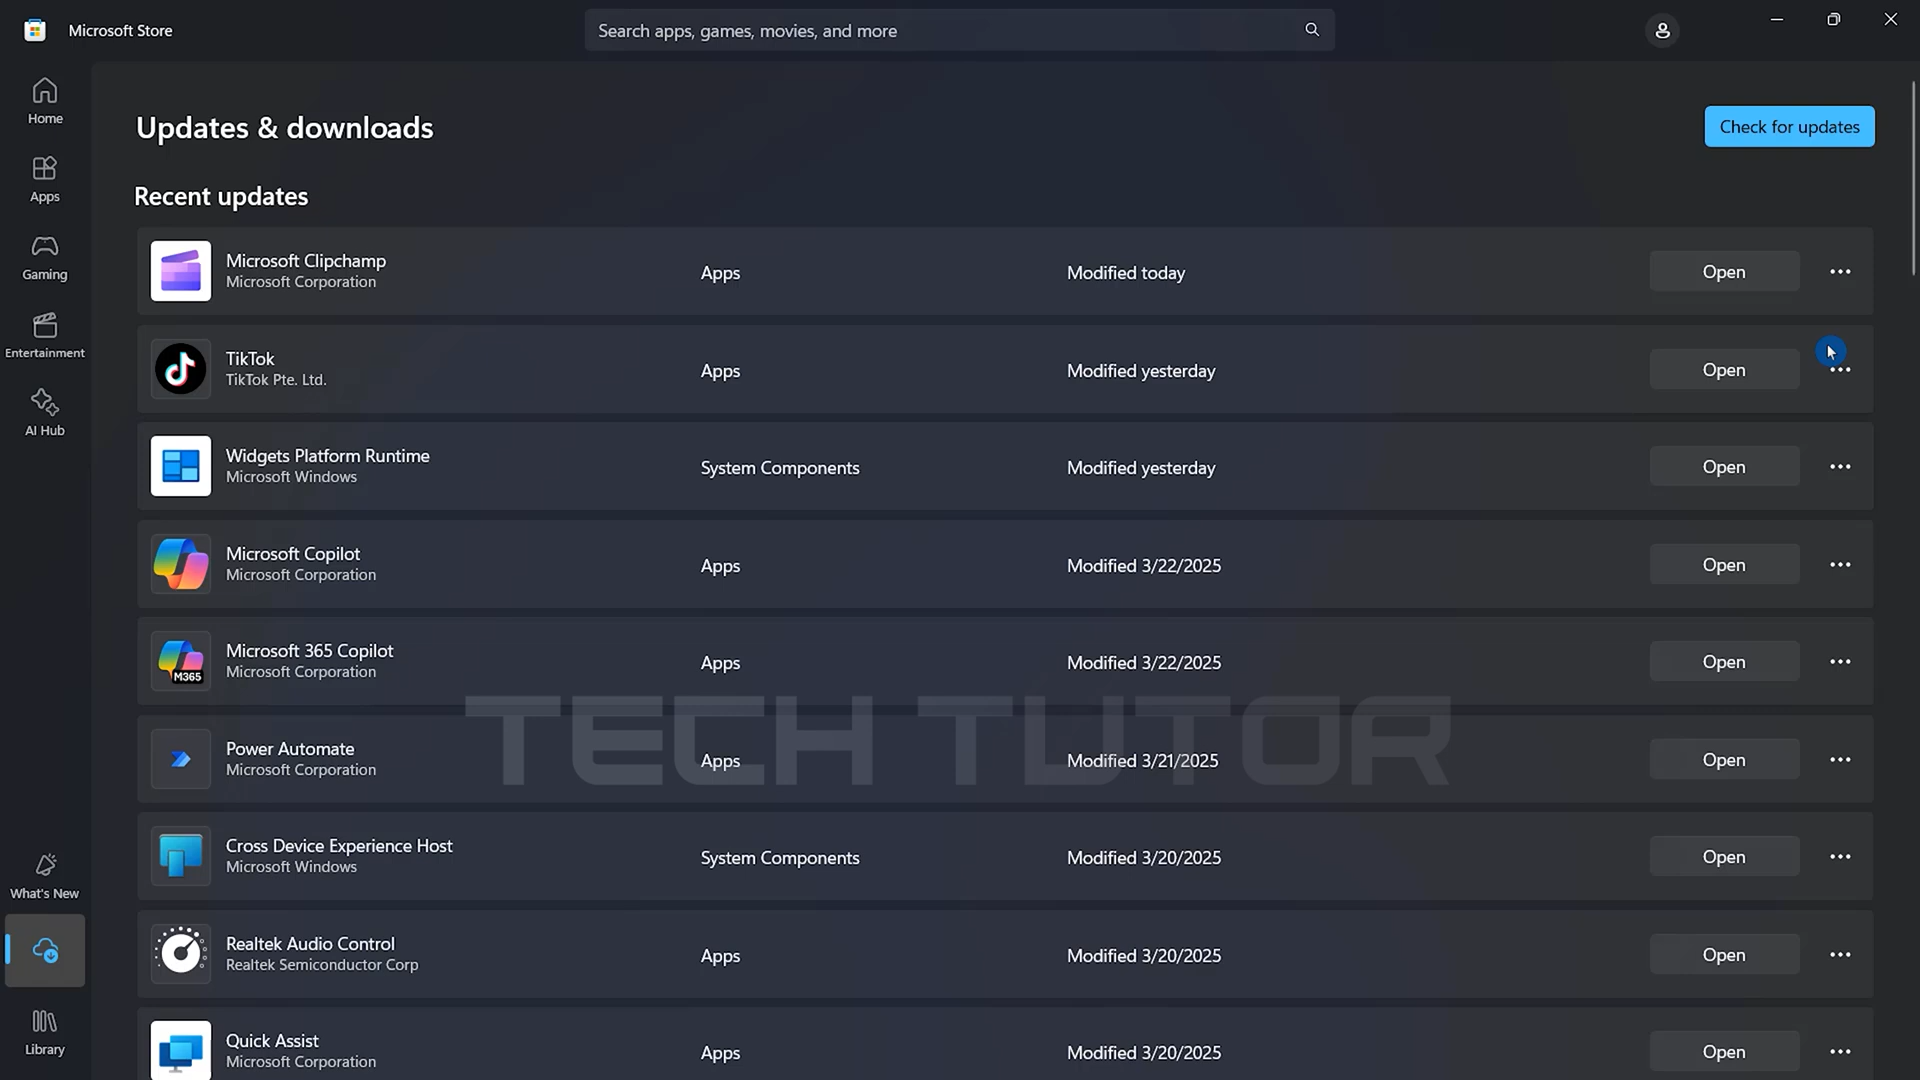 Microsoft Store
Search apps, games, movies, and more
Home
Apps
Gaming
Entertainment
AI Hub
What's New
Library
Updates & downloads
Check for updates
Recent updates
Microsoft Clipchamp
Microsoft Corporation
Apps
Modified today
Open
TikTok
TikTok Pte. Ltd.
Apps
Modified yesterday
Open
Widgets Platform Runtime
Microsoft Windows
System Components
Modified yesterday
Open
Microsoft Copilot
Microsoft Corporation
Apps
Modified 3/22/2025
Open
M365
Microsoft 365 Copilot
Microsoft Corporation
Apps
Modified 3/22/2025
Open
TECH TUTOR
Power Automate
Microsoft Corporation
Apps
Modified 3/21/2025
Open
Cross Device Experience Host
Microsoft Windows
System Components
Modified 3/20/2025
Open
Realtek Audio Control
Realtek Semiconductor Corp
Apps
Modified 3/20/2025
Open
Quick Assist
Microsoft Corporation
Apps
Modified 3/20/2025
Open